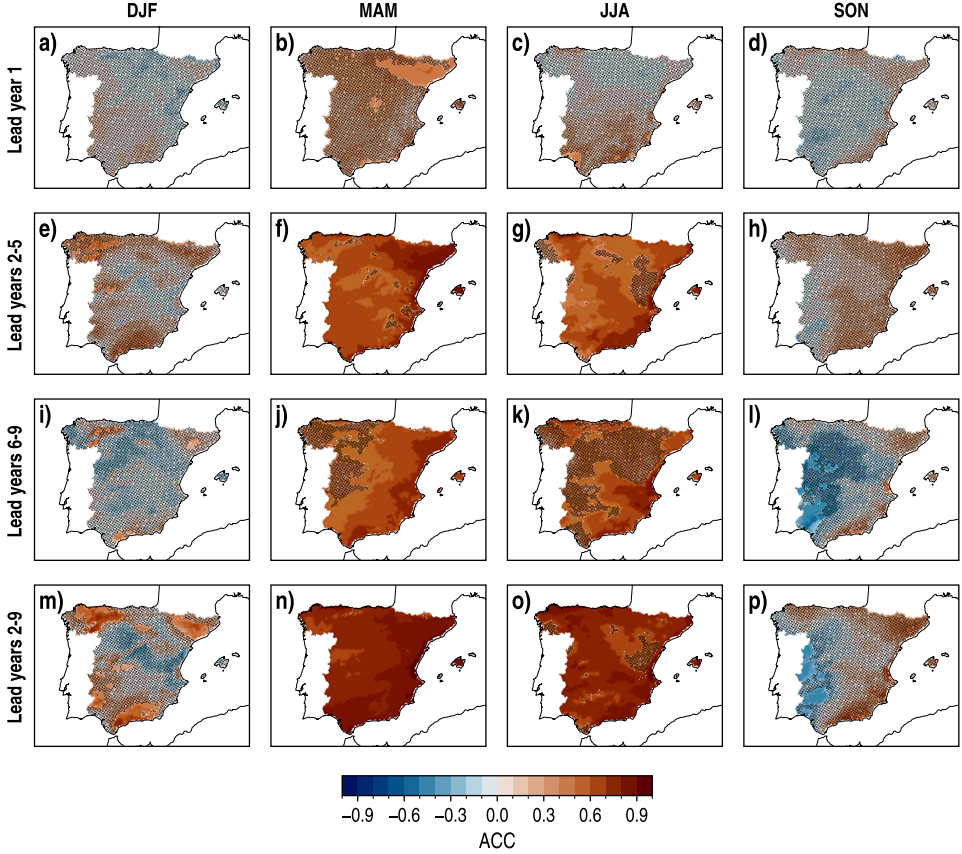 DJF MAM JJA SON
Lead year 1
a) b) c) d)
Lead years 2-5
e) f) g) h)
Lead years 6-9
i) j) k) l)
Lead years 2-9
m) n) o) p)
−0.9 −0.6 −0.3 0.0 0.3 0.6 0.9
ACC